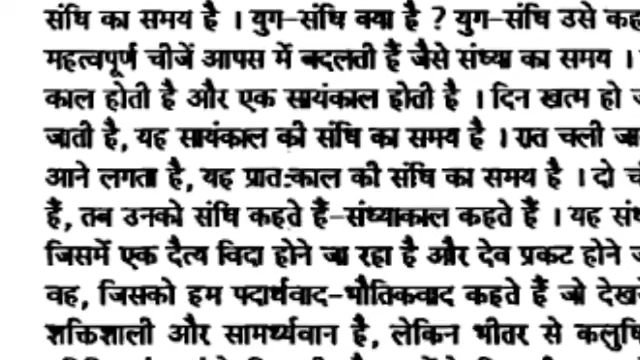 संधि का समय है । युग-संधि क्या है ? युग-संधि उसे कह
महत्वपूर्ण चीजें आपस में बदलती हैं जैसे संध्या का समय ।
काल होती है और एक सायंकाल होती है । दिन खत्म हो
जाती है, यह सायंकाल की संधि का समय है । रात चली जा
आने लगता है, यह प्रात:काल की संधि का समय है । दो
हैं, तब उनको संधि कहते हैं-संध्याकाल कहते हैं । यह सं
जिसमें एक दैत्य विदा होने जा रहा है और देव प्रकट होने
वह, जिसको हम पदार्थवाद-भौतिकवाद कहते हैं जो देख
शक्तिशाली और सामर्थ्यवान है, लेकिन भीतर से कलुषि